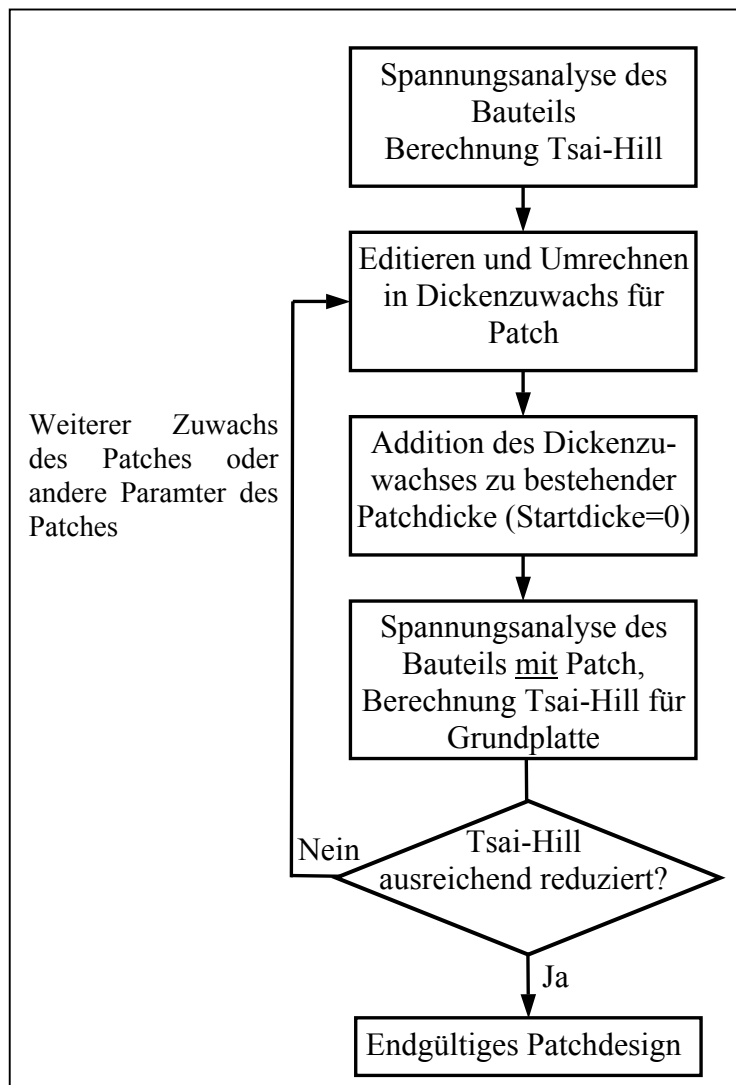 Spannungsanalyse des
Bauteils
Berechnung Tsai-Hill
Editieren und Umrechnen
in Dickenzuwachs für
Patch
Weiterer Zuwachs
des Patches oder
andere Paramter des
Patches
Addition des Dickenzu-
wachses zu bestehender
Patchdicke (Startdicke=0)
Spannungsanalyse des
Bauteils mit Patch,
Berechnung Tsai-Hill für
Grundplatte
Nein
Tsai-Hill
ausreichend reduziert?
Ja
Endgültiges Patchdesign